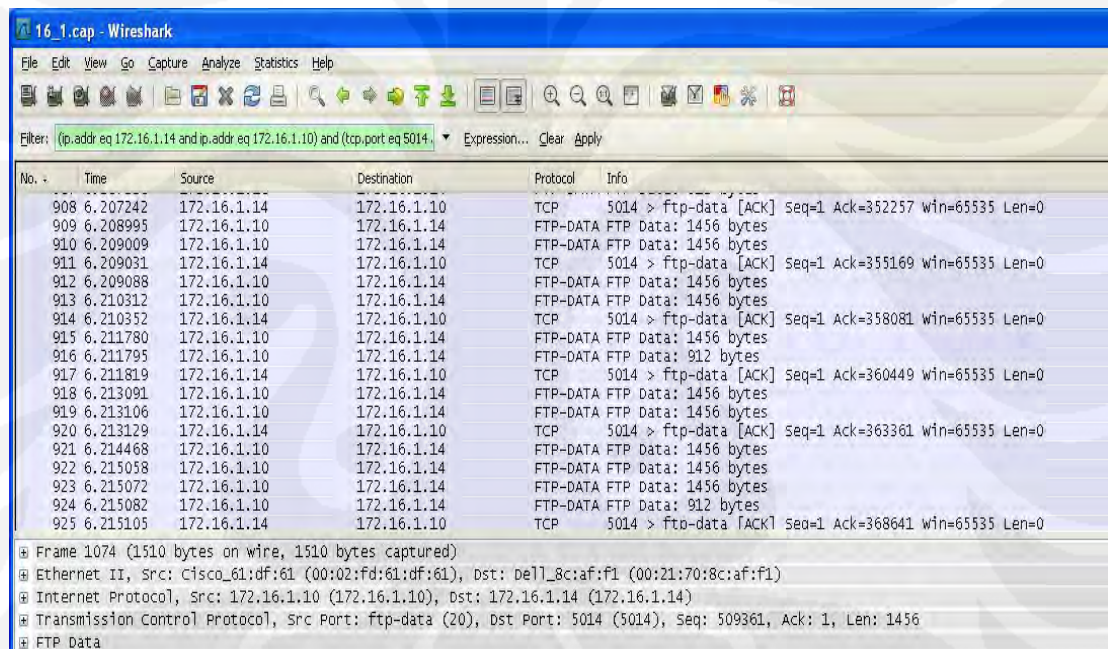 16_1.cap - Wireshark
File Edit View Go Capture Analyze Statistics Help
Filter: (ip.addr eq 172.16.1.14 and ip.addr eq 172.16.1.10) and (tcp.port eq 5014 Expression... Clear Apply
No. Time Source Destination Protocol Info
908 6.207242 172.16.1.14 172.16.1.10 TCP 5014 > ftp-data [ACK] Seq=1 Ack=352257 Win=65535 Len=0
909 6.208995 172.16.1.10 172.16.1.14 FTP-DATA FTP Data: 1456 bytes
910 6.209009 172.16.1.10 172.16.1.14 FTP-DATA FTP Data: 1456 bytes
911 6.209031 172.16.1.14 172.16.1.10 TCP 5014 > ftp-data [ACK] Seq=1 Ack=355169 Win=65535 Len=0
912 6.209088 172.16.1.10 172.16.1.14 FTP-DATA FTP Data: 1456 bytes
913 6.210312 172.16.1.10 172.16.1.14 FTP-DATA FTP Data: 1456 bytes
914 6.210352 172.16.1.14 172.16.1.10 TCP 5014 > ftp-data [ACK] Seq=1 Ack=358081 Win=65535 Len=0
915 6.211780 172.16.1.10 172.16.1.14 FTP-DATA FTP Data: 1456 bytes
916 6.211795 172.16.1.10 172.16.1.14 FTP-DATA FTP Data: 912 bytes
917 6.211819 172.16.1.14 172.16.1.10 TCP 5014 > ftp-data [ACK] Seq=1 Ack=360449 Win=65535 Len=0
918 6.213091 172.16.1.10 172.16.1.14 FTP-DATA FTP Data: 1456 bytes
919 6.213106 172.16.1.10 172.16.1.14 FTP-DATA FTP Data: 1456 bytes
920 6.213129 172.16.1.14 172.16.1.10 TCP 5014 > ftp-data [ACK] Seq=1 Ack=363361 Win=65535 Len=0
921 6.214468 172.16.1.10 172.16.1.14 FTP-DATA FTP Data: 1456 bytes
922 6.215058 172.16.1.10 172.16.1.14 FTP-DATA FTP Data: 1456 bytes
923 6.215072 172.16.1.10 172.16.1.14 FTP-DATA FTP Data: 1456 bytes
924 6.215082 172.16.1.10 172.16.1.14 FTP-DATA FTP Data: 912 bytes
925 6.215105 172.16.1.14 172.16.1.10 TCP 5014 > ftp-data [ACK] Seq=1 Ack=368641 Win=65535 Len=0
Frame 1074 (1510 bytes on wire, 1510 bytes captured)
Ethernet II, Src: Cisco_61:df:61 (00:02:fd:61:df:61), Dst: Dell_8c:af:f1 (00:21:70:8c:af:f1)
Internet Protocol, Src: 172.16.1.10 (172.16.1.10), Dst: 172.16.1.14 (172.16.1.14)
Transmission Control Protocol, Src Port: ftp-data (20), Dst Port: 5014 (5014), Seq: 509361, Ack: 1, Len: 1456
FTP Data